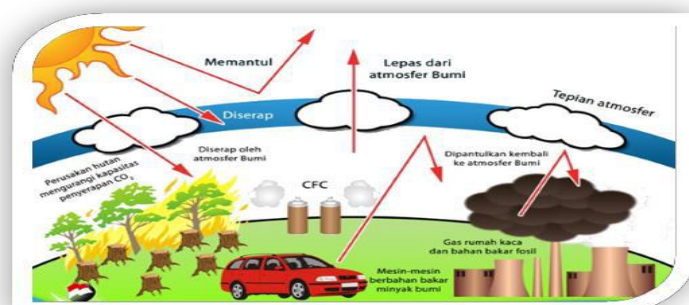 Memantul
Lepas dari
atmosfer Bumi
Diserap
Tepian atmosfer
Perusakan hutan
mengurangi kapasitas
penyerapan CO₂
Diserap oleh
atmosfer Bumi
Dipantulkan kembali
ke atmosfer Bumi
CFC
Gas rumah kaca
dan bahan bakar fosil
Mesin-mesin
berbahan bakar
minyak bumi